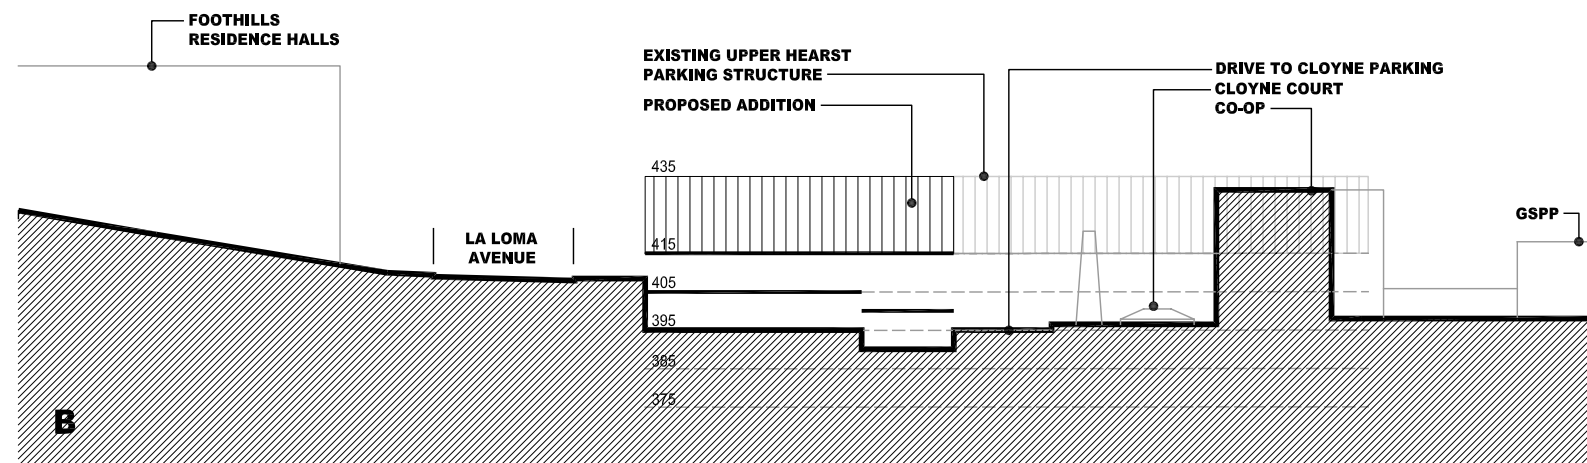 FOOTHILLS
RESIDENCE HALLS
EXISTING UPPER HEARST
PARKING STRUCTURE
PROPOSED ADDITION
DRIVE TO CLOYNE PARKING
CLOYNE COURT
CO-OP
GSPP
LA LOMA
AVENUE
435
415
405
395
385
375
B